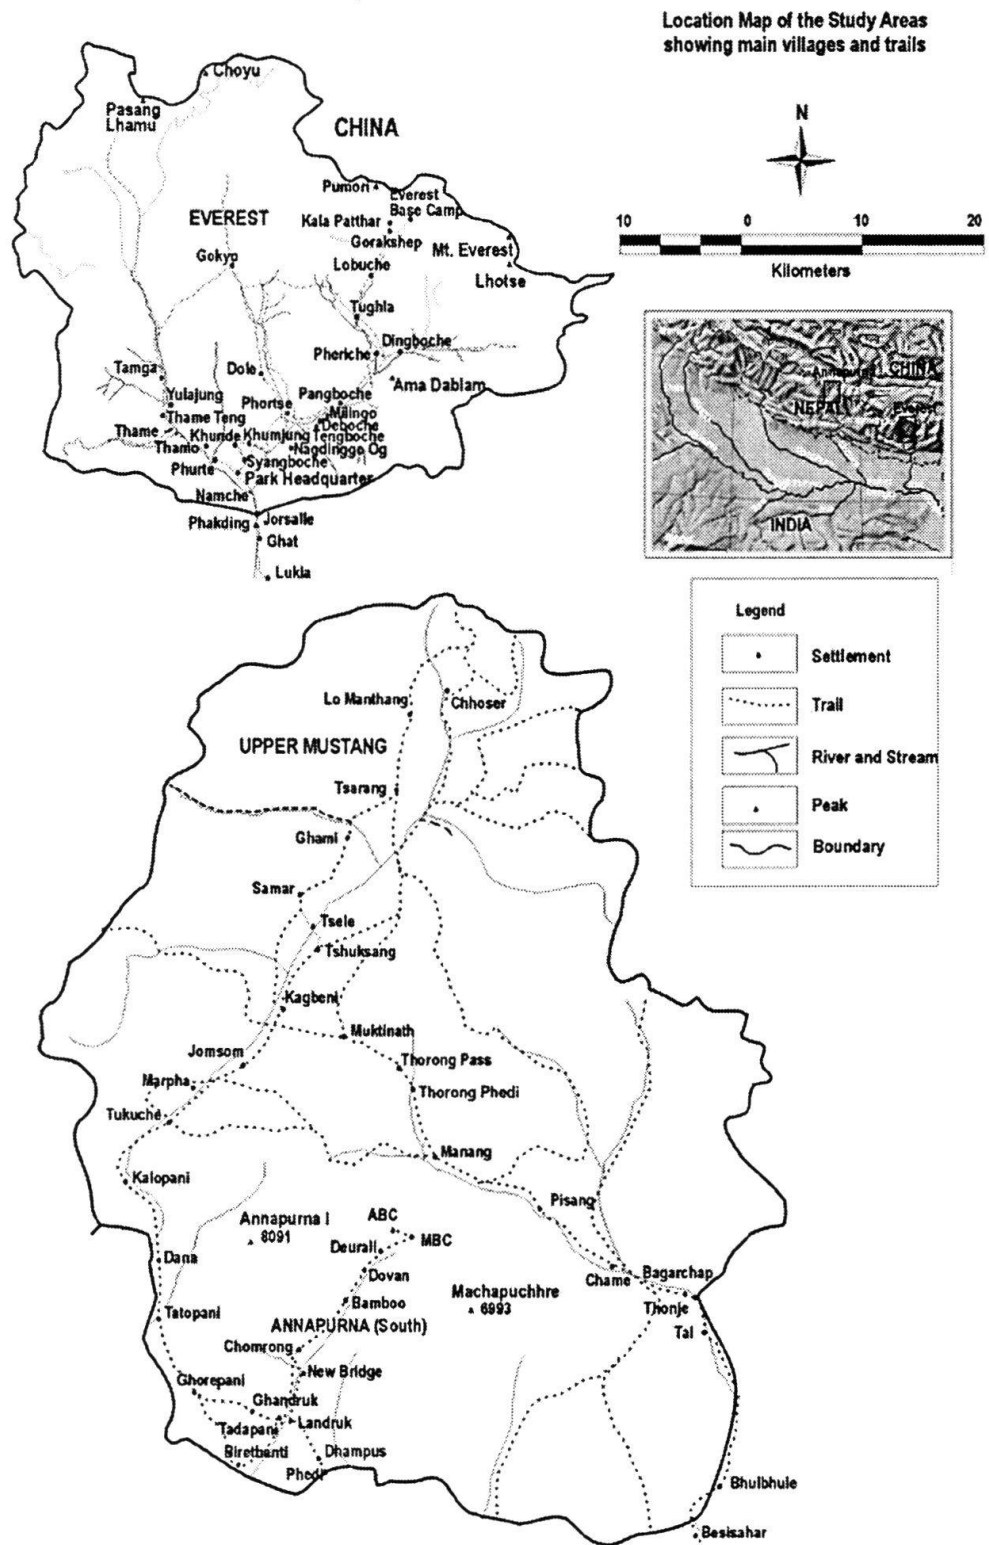 Location Map of the Study Areas
showing main villages and trails
N
10 0 10 20
Kilometers
Choyu
Pasang
Lhamu
CHINA
Pumori
Everest
Base Camp
EVEREST
Kala Patthar
Gorakshep
Mt. Everest
Gokyo
Lobuche
Lhotse
Tughla
Dingboche
Pheriche
Tamga
Dole
Ama Dablam
Yulajung
Pangboche
Phortse
Milingo
Thame Teng
Deboche
Thame
Khunde
Khumjung
Tengboche
Thamo
Nagdinggo Og
Phurte
Syangboche
Park Headquarter
Namche
Jorsalle
Phakding
Ghat
Lukla
Annapurna
CHINA
NEPAL
Everest
INDIA
Legend
Settlement
Trail
River and Stream
Peak
Boundary
Lo Manthang
Chhoser
UPPER MUSTANG
Tsarang
Ghami
Samar
Tsele
Tshuksang
Kagbeni
Muktinath
Jomsom
Thorong Pass
Marpha
Thorong Phedi
Tukuche
Manang
Kalopani
Pisang
Annapurna I
8091
ABC
MBC
Deurali
Dana
Dovan
Chame
Bagarchap
Machapuchhre
6993
Bamboo
Thonje
Tatopani
ANNAPURNA (South)
Tal
Chomrong
New Bridge
Ghorepani
Ghandruk
Landruk
Tadapani
Biretbanti
Dhampus
Phedi
Bhulbhule
Besisahar